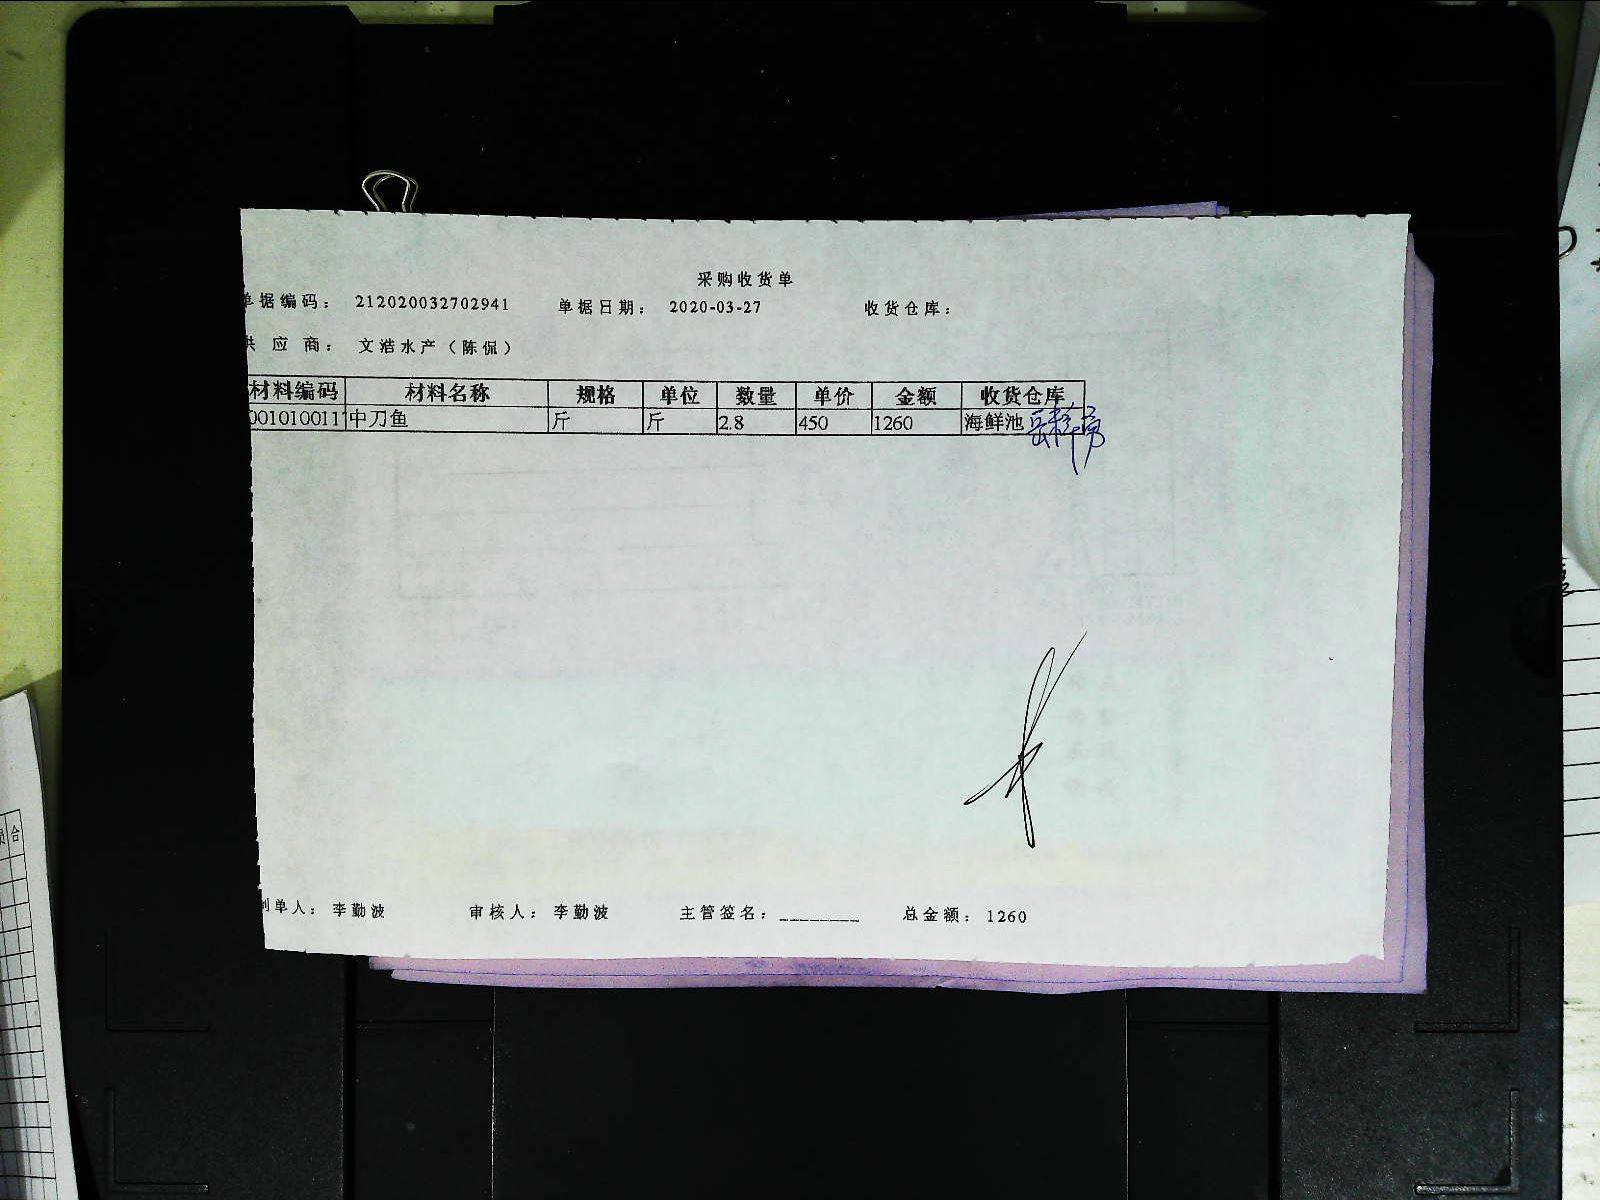 采购收货单
单据编码： 212020032702941 单据日期： 2020-03-27 收货仓库：
供应商： 文浩水产（陈侃）
材料编码 材料名称 规格 单位 数量 单价 金额 收货仓库
001010011 中刀鱼 斤 斤 2.8 450 1260 海鲜池
制单人： 李勤波 审核人： 李勤波 主管签名：________ 总金额： 1260